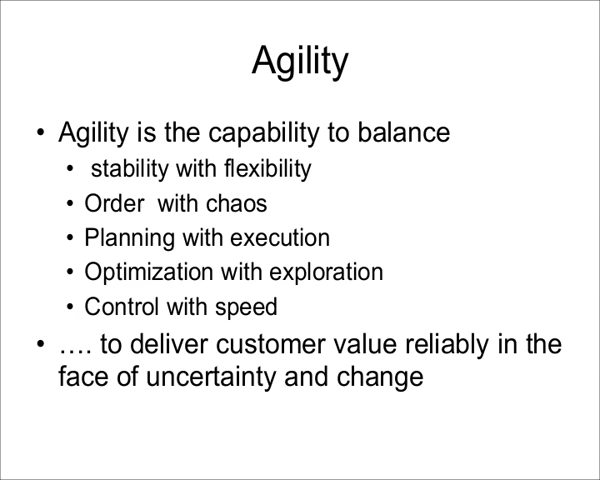 Agility
• Agility is the capability to balance
• stability with flexibility
• Order with chaos
• Planning with execution
• Optimization with exploration
• Control with speed
• …. to deliver customer value reliably in the
face of uncertainty and change